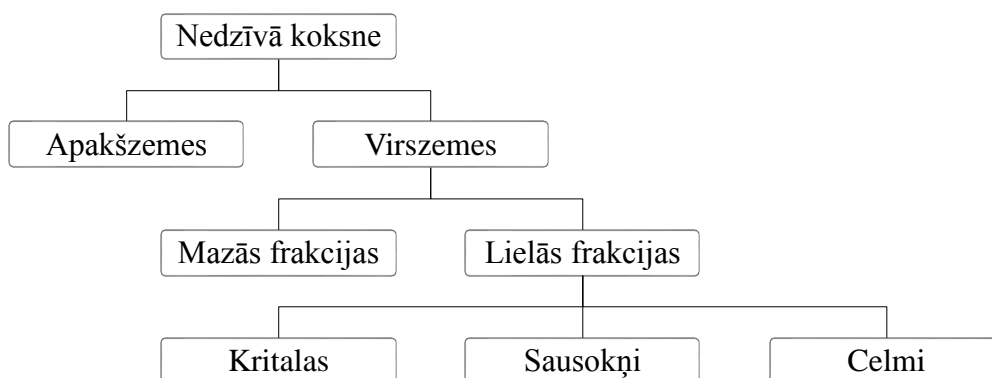 Nedzīvā koksne
Apakšzemes
Virszemes
Mazās frakcijas
Lielās frakcijas
Kritalas
Sausokņi
Celmi